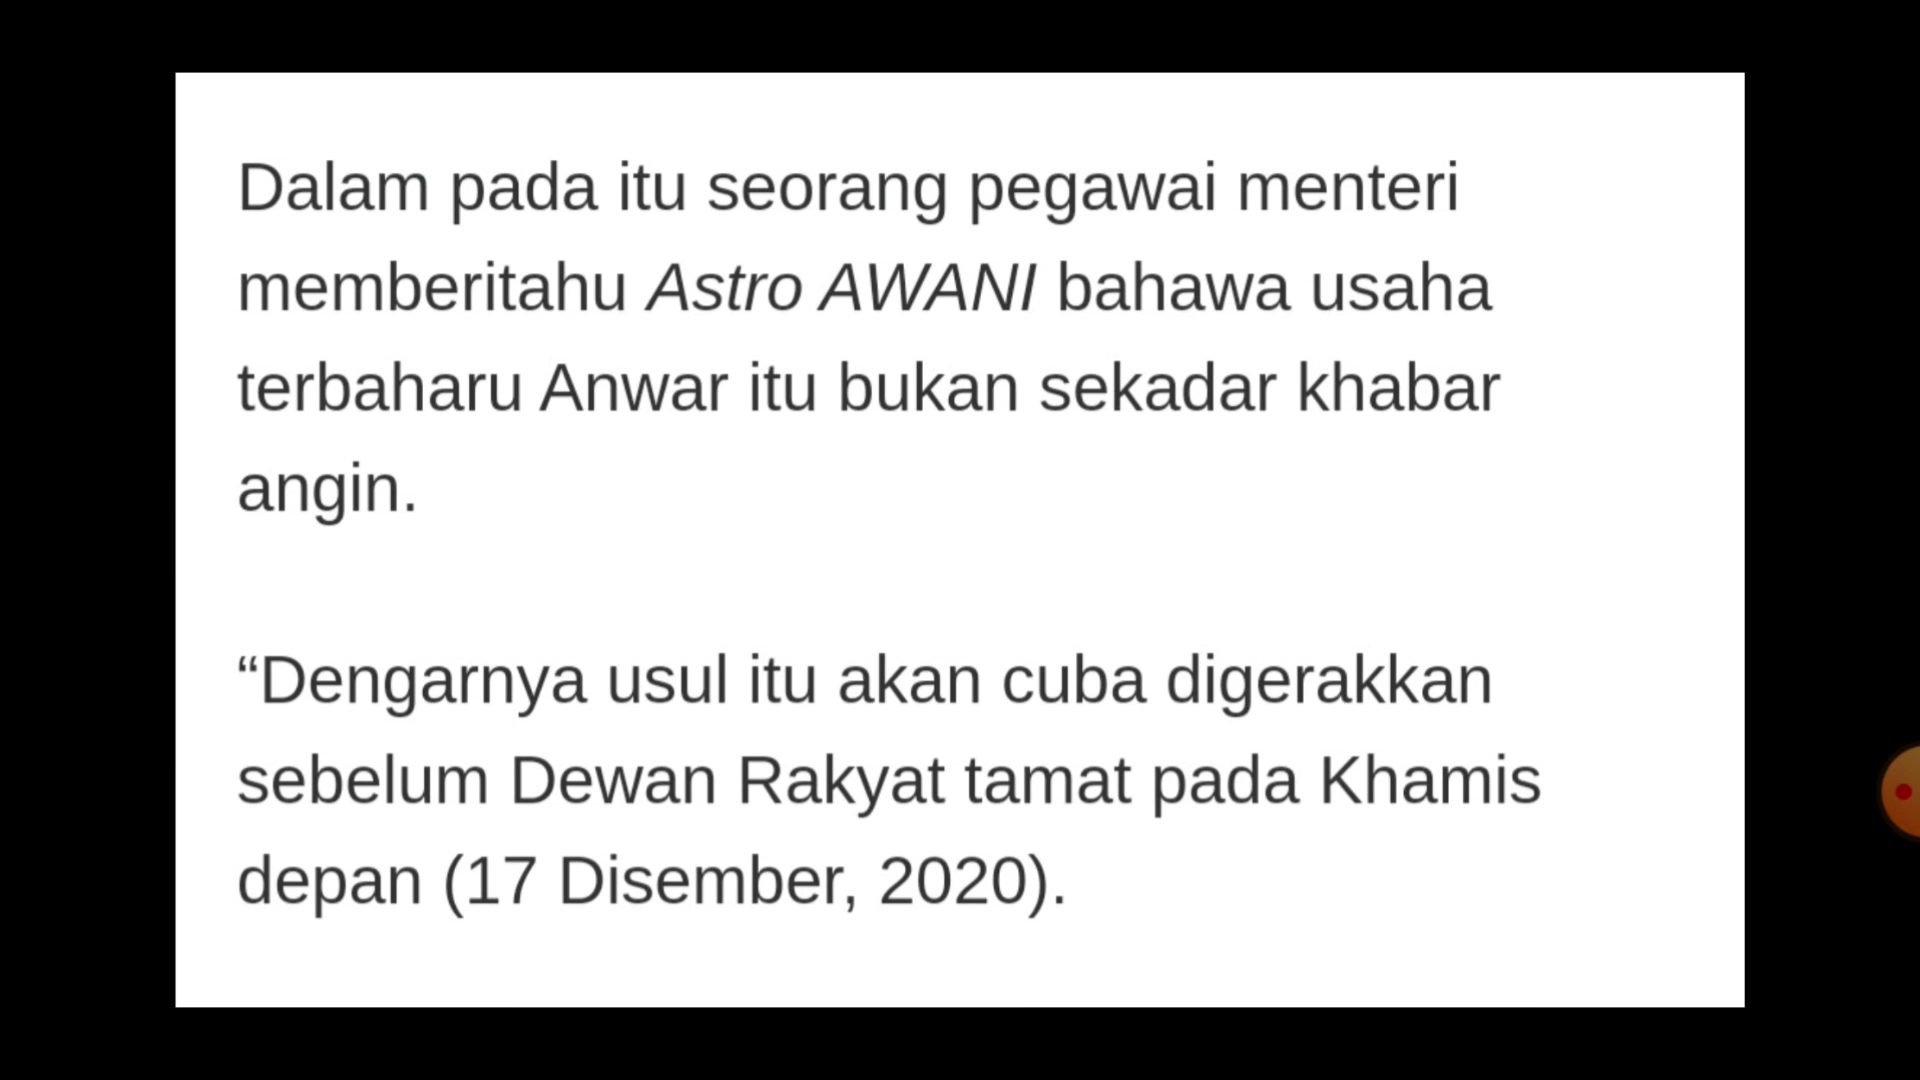 Dalam pada itu seorang pegawai menteri
memberitahu Astro AWANI bahawa usaha
terbaharu Anwar itu bukan sekadar khabar
angin.
“Dengarnya usul itu akan cuba digerakkan
sebelum Dewan Rakyat tamat pada Khamis
depan (17 Disember, 2020).